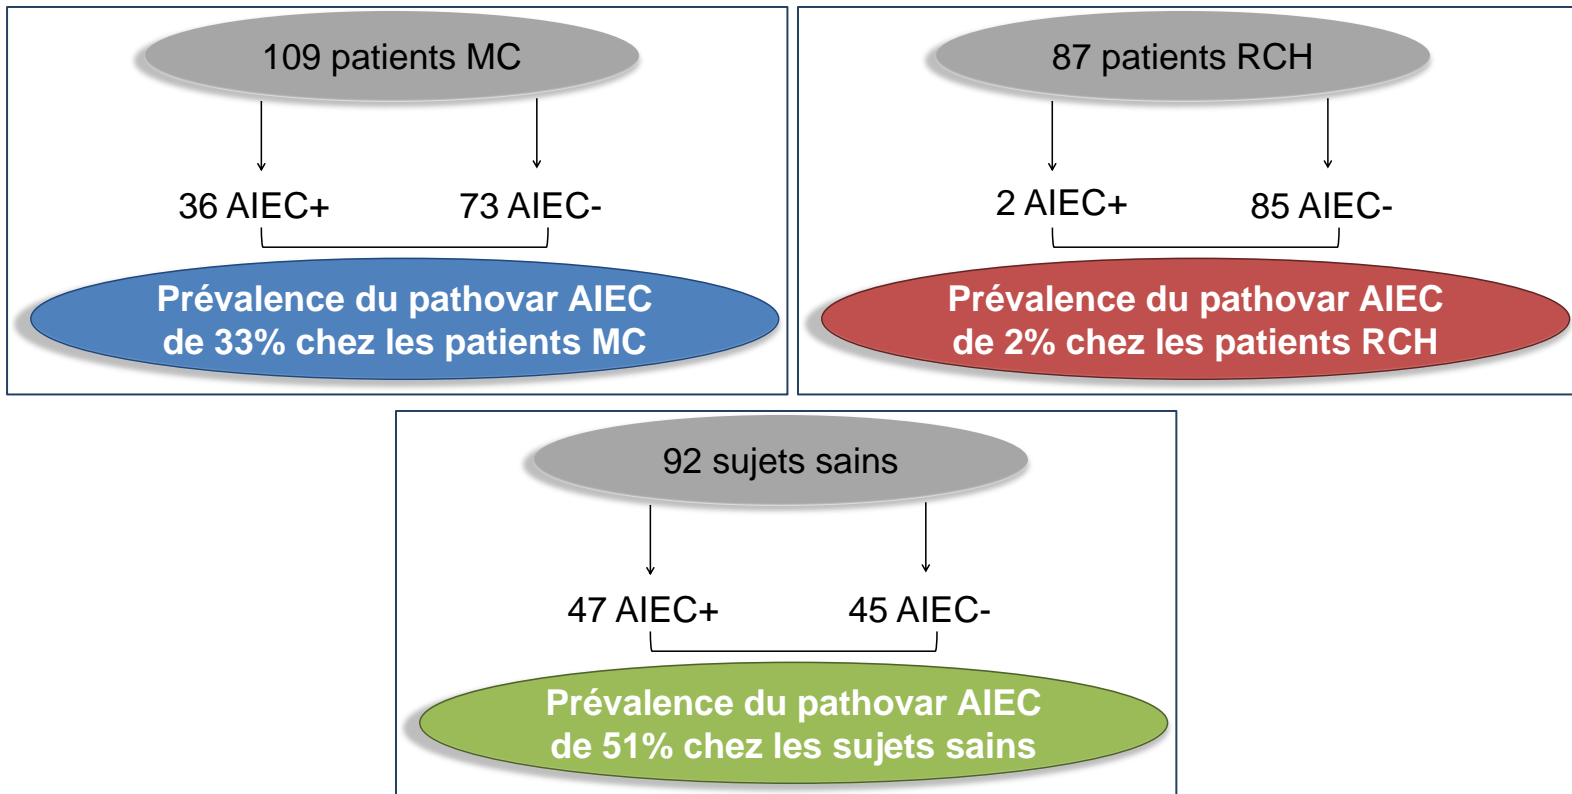 109 patients MC
36 AIEC+
73 AIEC-
Prévalence du pathovar AIEC
de 33% chez les patients MC
87 patients RCH
2 AIEC+
85 AIEC-
Prévalence du pathovar AIEC
de 2% chez les patients RCH
92 sujets sains
47 AIEC+
45 AIEC-
Prévalence du pathovar AIEC
de 51% chez les sujets sains